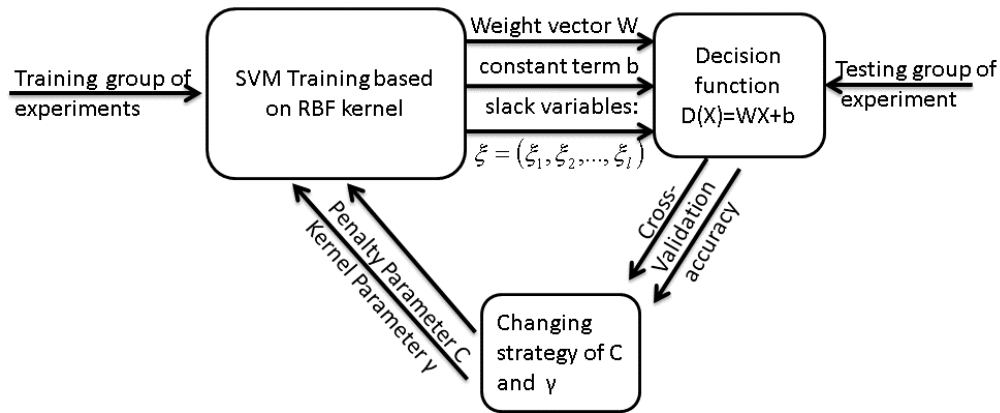 Training group of
experiments
SVM Training based
on RBF kernel
Weight vector W
constant term b
slack variables:
ξ = (ξ₁, ξ₂, ..., ξₗ)
Decision
function
D(X)=WX+b
Testing group of
experiment
Cross-
Validation
accuracy
Penalty Parameter C
Kernel Parameter γ
Changing
strategy of C
and γ